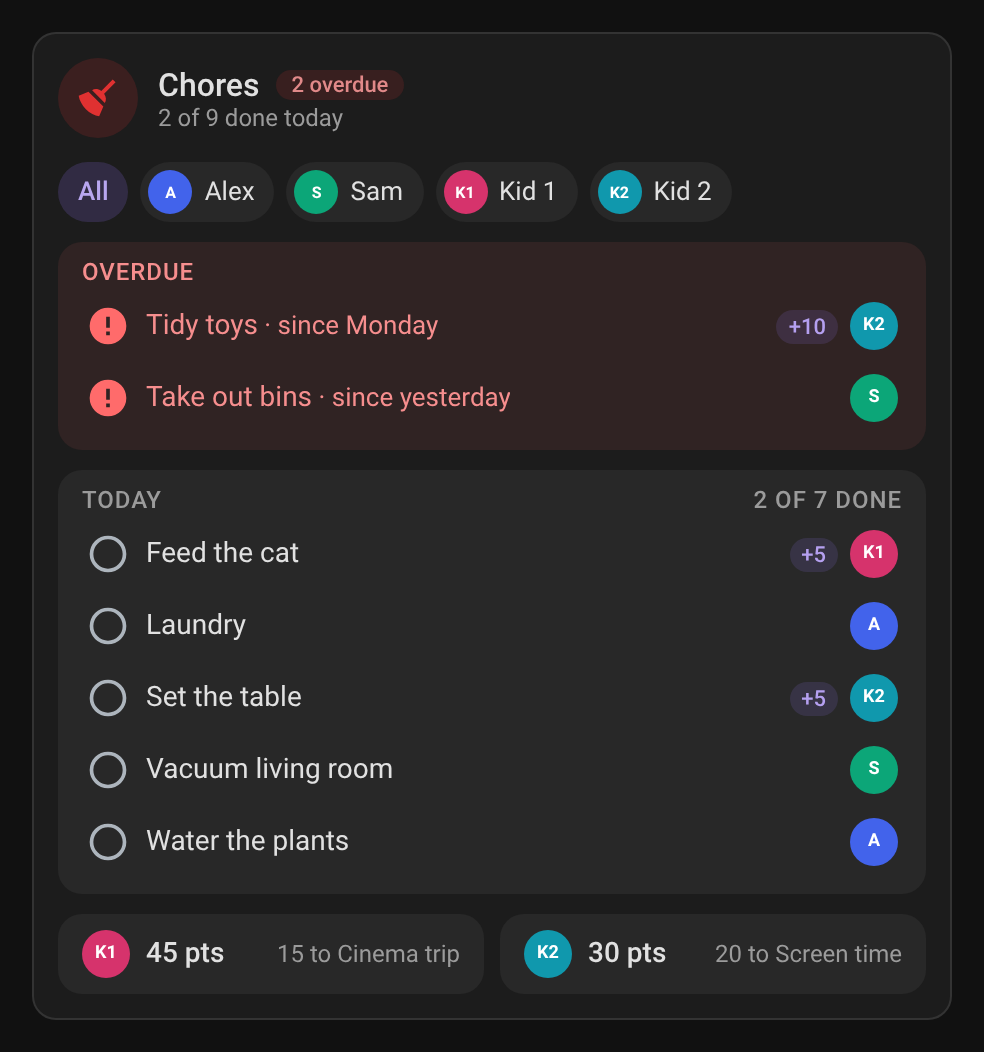 Chores 2 overdue
2 of 9 done today
All A Alex S Sam K1 Kid 1 K2 Kid 2
OVERDUE
Tidy toys · since Monday +10 K2
Take out bins · since yesterday S
TODAY 2 OF 7 DONE
Feed the cat +5 K1
Laundry A
Set the table +5 K2
Vacuum living room S
Water the plants A
K1 45 pts 15 to Cinema trip K2 30 pts 20 to Screen time